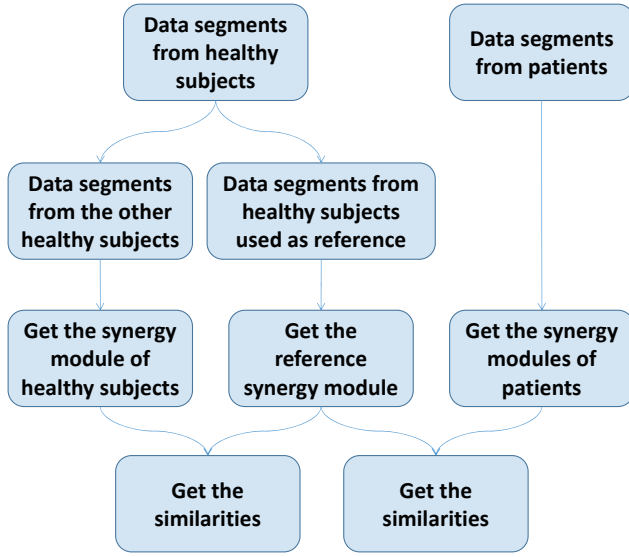 Data segments
from healthy
subjects
Data segments
from patients
Data segments
from the other
healthy subjects
Data segments from
healthy subjects
used as reference
Get the synergy
module of
healthy subjects
Get the
reference
synergy module
Get the synergy
modules of
patients
Get the
similarities
Get the
similarities